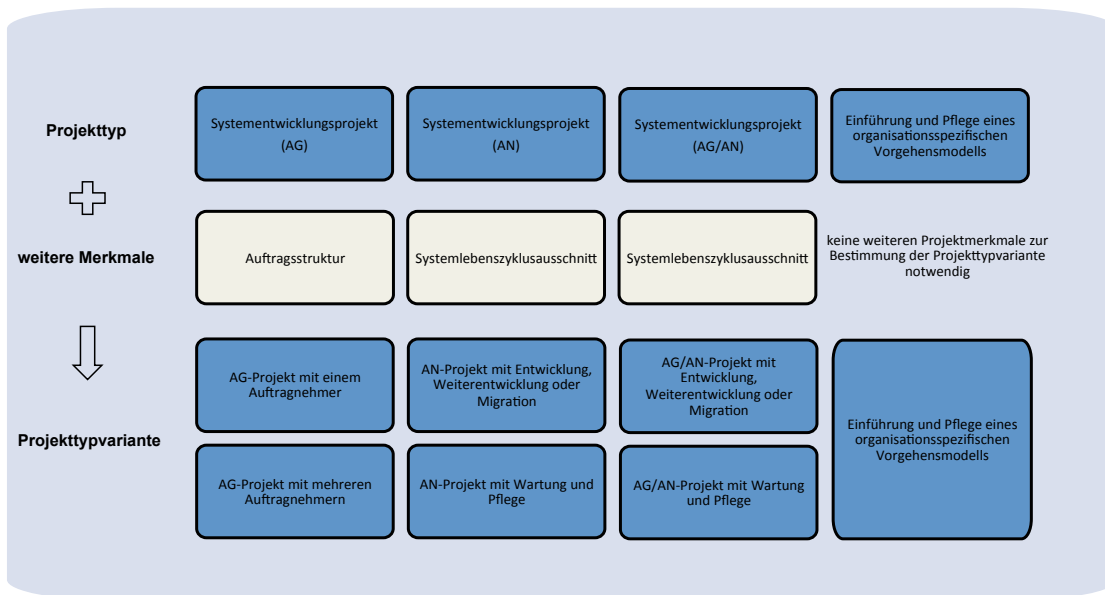 Projekttyp
Systementwicklungsprojekt
(AG)
Systementwicklungsprojekt
(AN)
Systementwicklungsprojekt
(AG/AN)
Einführung und Pflege eines
organisationsspezifischen
Vorgehensmodells
weitere Merkmale
Auftragsstruktur
Systemlebenszyklusausschnitt
Systemlebenszyklusausschnitt
keine weiteren Projektmerkmale zur
Bestimmung der Projekttypvariante
notwendig
Projekttypvariante
AG-Projekt mit einem
Auftragnehmer
AN-Projekt mit Entwicklung,
Weiterentwicklung oder
Migration
AG/AN-Projekt mit
Entwicklung,
Weiterentwicklung oder
Migration
Einführung und Pflege eines
organisationsspezifischen
Vorgehensmodells
AG-Projekt mit mehreren
Auftragnehmern
AN-Projekt mit Wartung und
Pflege
AG/AN-Projekt mit Wartung
und Pflege